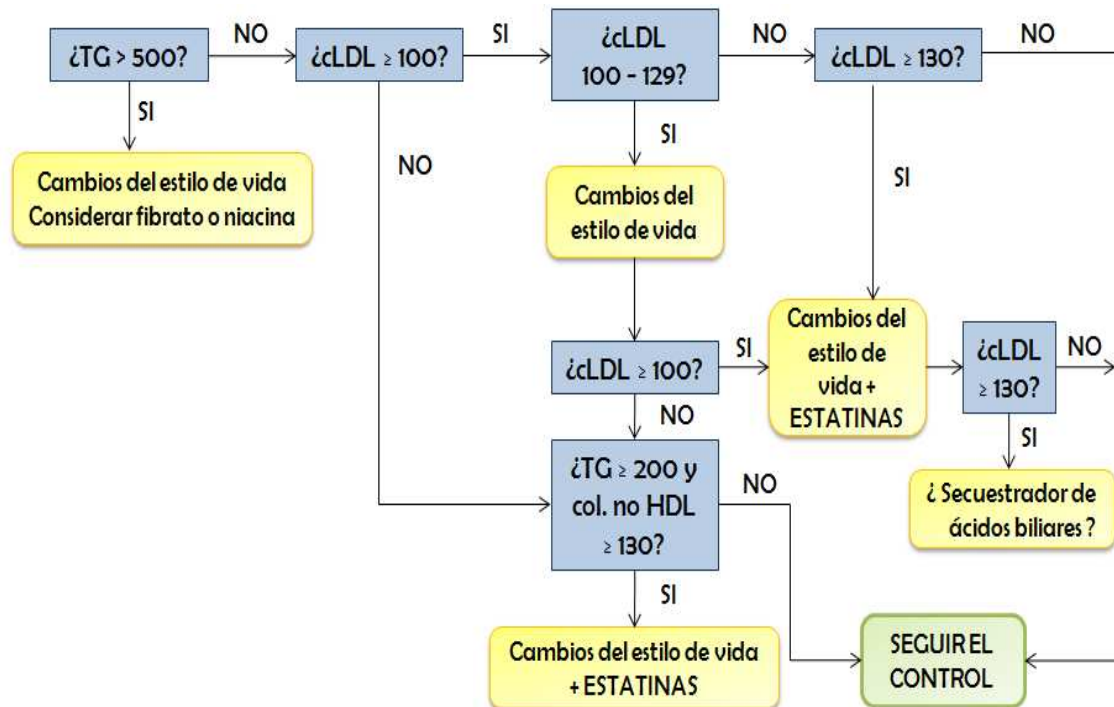 ¿TG > 500?
NO
¿cLDL ≥ 100?
SI
¿cLDL
100 - 129?
NO
¿cLDL ≥ 130?
NO
SI
Cambios del estilo de vida
Considerar fibrato o niacina
NO
SI
Cambios del
estilo de vida
SI
¿cLDL ≥ 100?
SI
Cambios del
estilo de
vida +
ESTATINAS
¿cLDL
≥ 130?
NO
NO
SI
¿TG ≥ 200 y
col. no HDL
≥ 130?
NO
¿ Secuestrador de
ácidos biliares ?
SI
Cambios del estilo de vida
+ ESTATINAS
SEGUIR EL
CONTROL